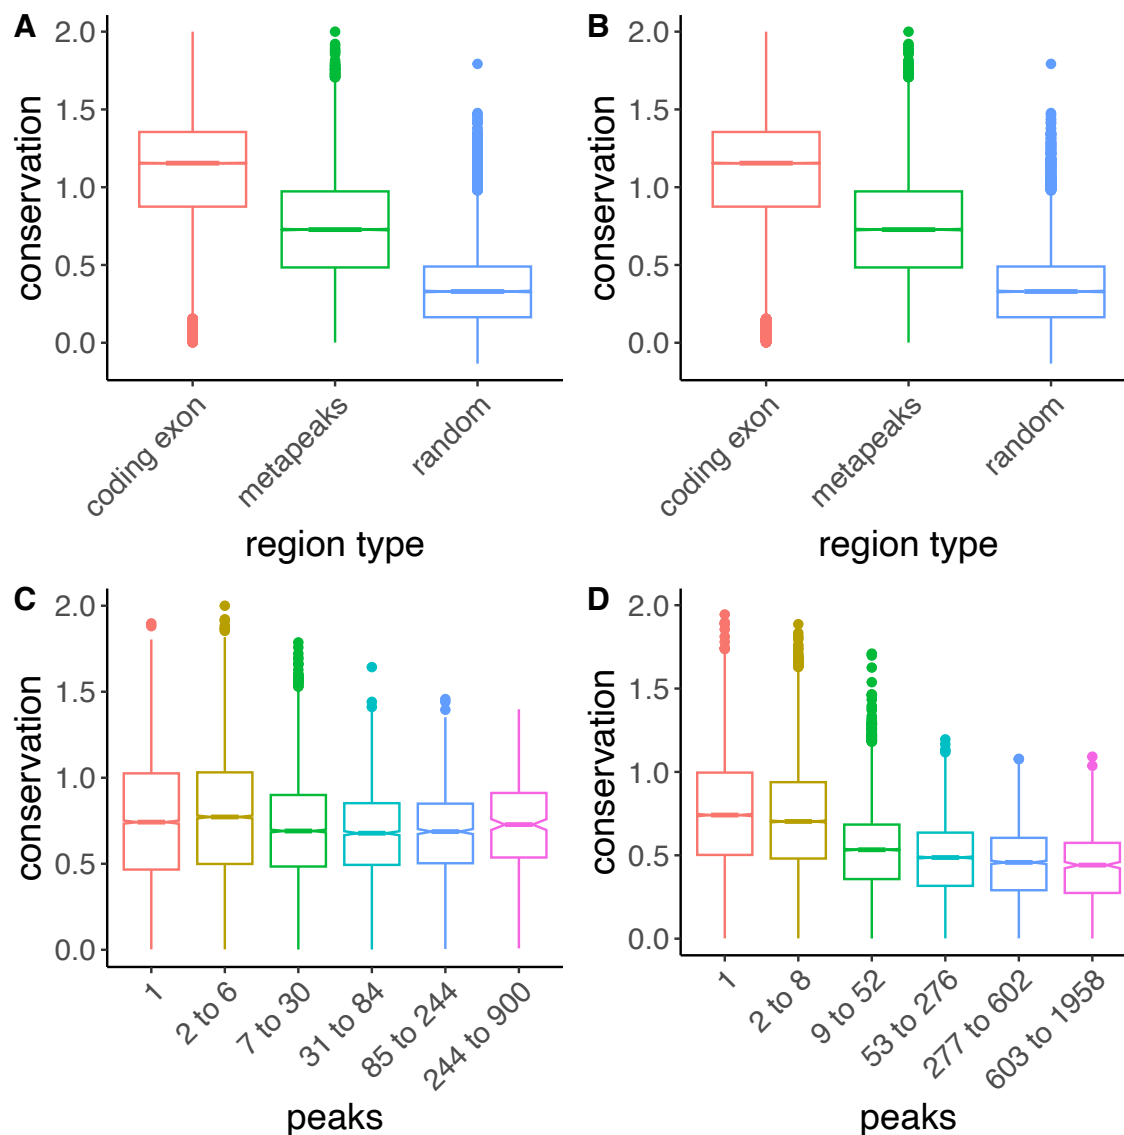 A
conservation
2.0
1.5
1.0
0.5
0.0
coding exon
metapeaks
random
region type
B
conservation
2.0
1.5
1.0
0.5
0.0
coding exon
metapeaks
random
region type
C
conservation
2.0
1.5
1.0
0.5
0.0
1
2 to 6
7 to 30
31 to 84
85 to 244
244 to 900
peaks
D
conservation
2.0
1.5
1.0
0.5
0.0
1
2 to 8
9 to 52
53 to 276
277 to 602
603 to 1958
peaks